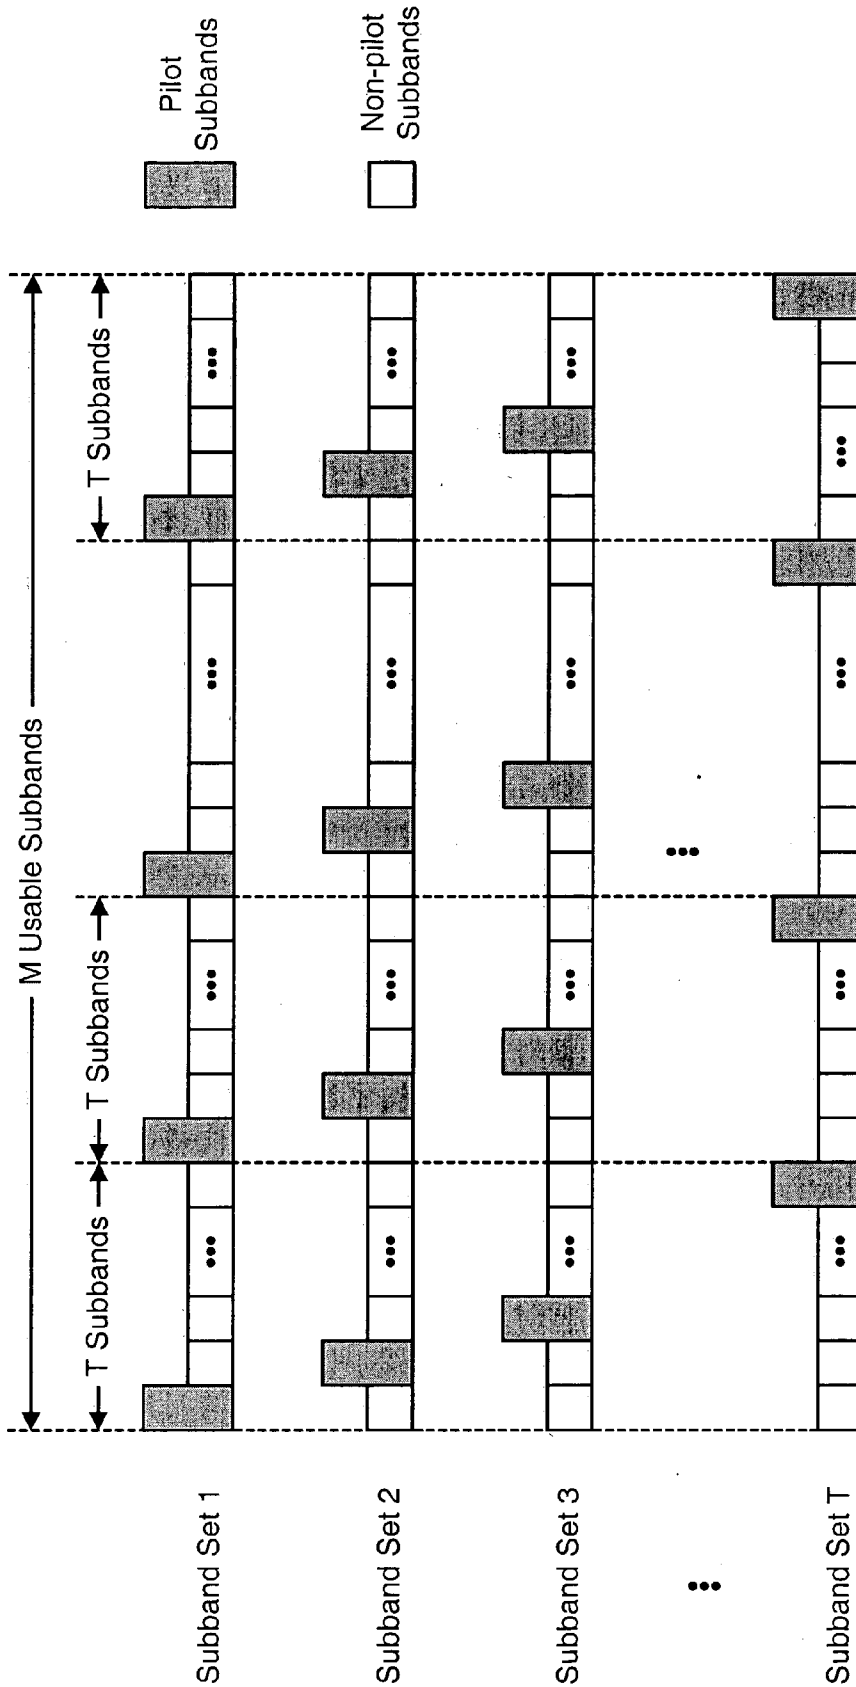 M Usable Subbands
T Subbands
T Subbands
T Subbands
Subband Set 1
Subband Set 2
Subband Set 3
Subband Set T
Pilot
Subbands
Non-pilot
Subbands